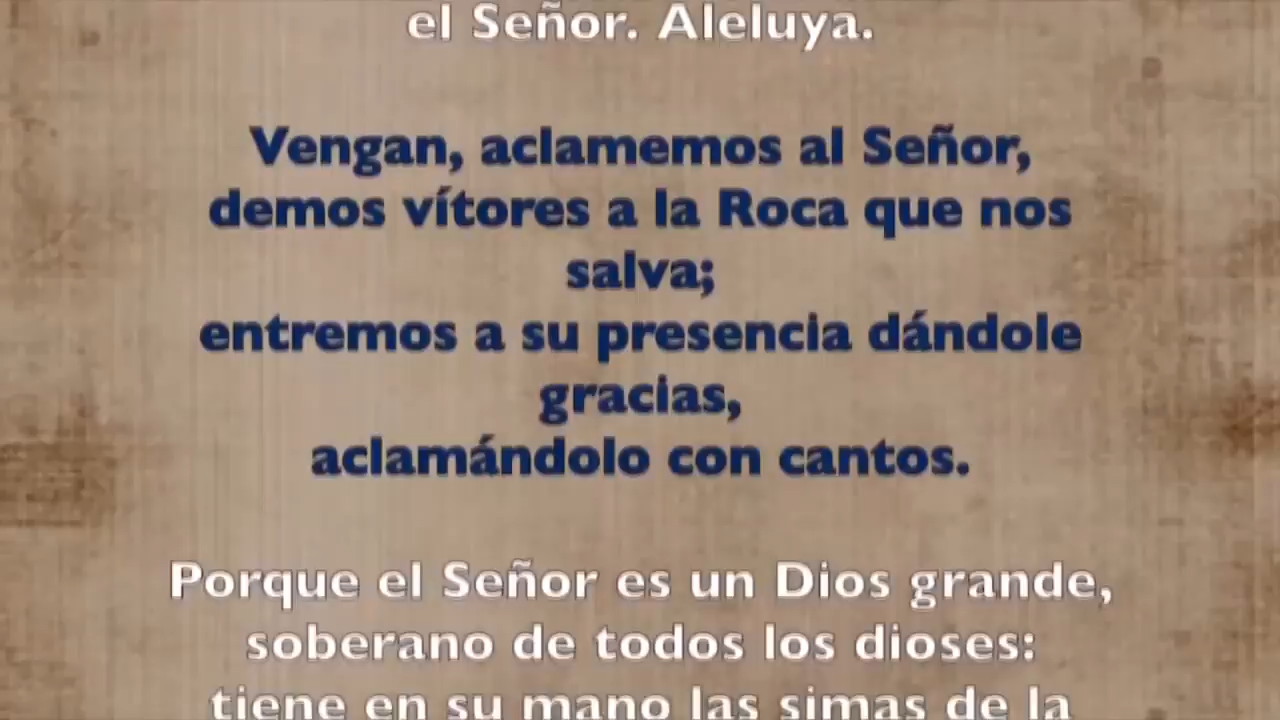 el Señor. Aleluya.
Vengan, aclamemos al Señor,
demos vítores a la Roca que nos
salva;
entremos a su presencia dándole
gracias,
aclamándolo con cantos.
Porque el Señor es un Dios grande,
soberano de todos los dioses:
tiene en su mano las simas de la